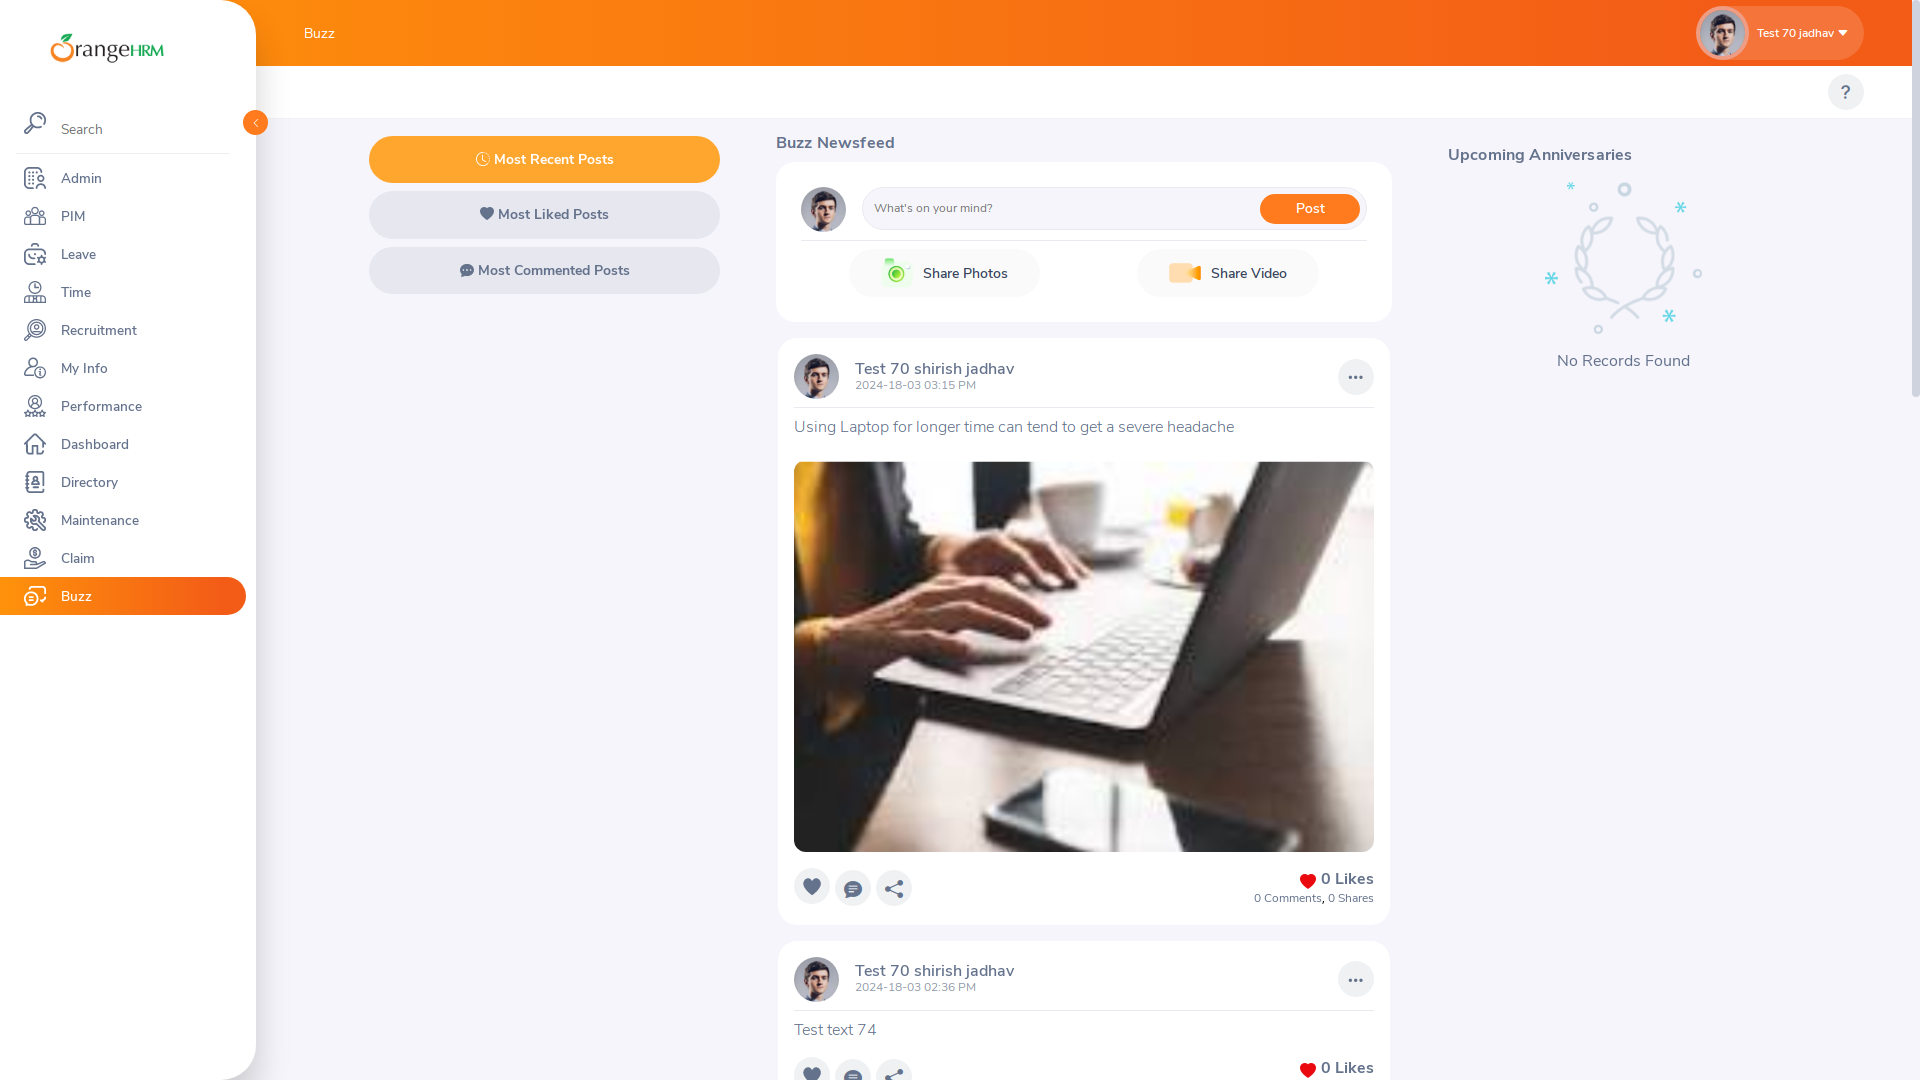 OrangeHRM
Search
Admin
PIM
Leave
Time
Recruitment
My Info
Performance
Dashboard
Directory
Maintenance
Claim
Buzz
Buzz
Test 70 jadhav
?
Most Recent Posts
Most Liked Posts
Most Commented Posts
Buzz Newsfeed
What's on your mind?
Post
Share Photos
Share Video
Test 70 shirish jadhav
2024-18-03 03:15 PM
Using Laptop for longer time can tend to get a severe headache
0 Likes
0 Comments, 0 Shares
Test 70 shirish jadhav
2024-18-03 02:36 PM
Test text 74
0 Likes
Upcoming Anniversaries
No Records Found